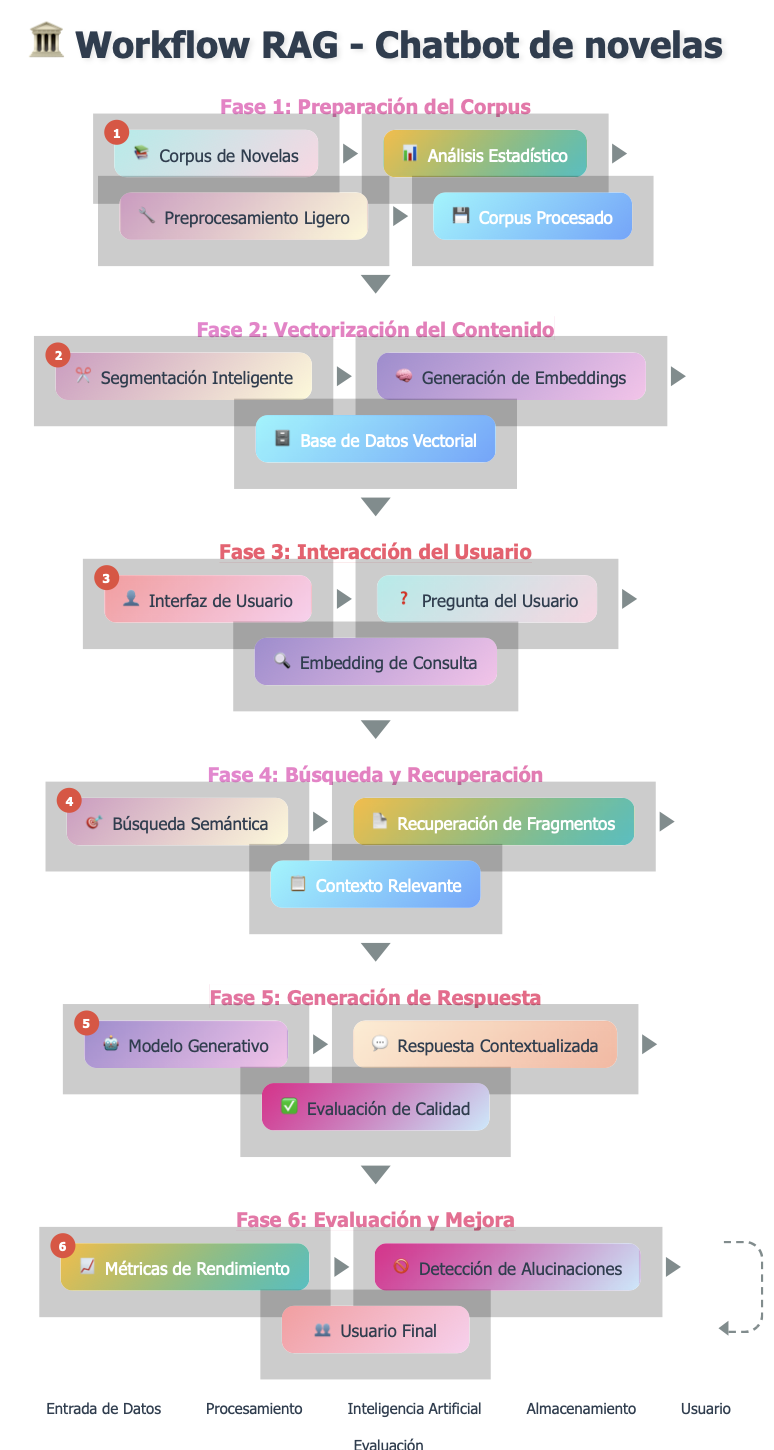 Workflow RAG - Chatbot de novelas
Fase 1: Preparación del Corpus
1
Corpus de Novelas
Análisis Estadístico
Preprocesamiento Ligero
Corpus Procesado
Fase 2: Vectorización del Contenido
2
Segmentación Inteligente
Generación de Embeddings
Base de Datos Vectorial
Fase 3: Interacción del Usuario
3
Interfaz de Usuario
Pregunta del Usuario
Embedding de Consulta
Fase 4: Búsqueda y Recuperación
4
Búsqueda Semántica
Recuperación de Fragmentos
Contexto Relevante
Fase 5: Generación de Respuesta
5
Modelo Generativo
Respuesta Contextualizada
Evaluación de Calidad
Fase 6: Evaluación y Mejora
6
Métricas de Rendimiento
Detección de Alucinaciones
Usuario Final
Entrada de Datos
Procesamiento
Inteligencia Artificial
Almacenamiento
Usuario
Evaluación